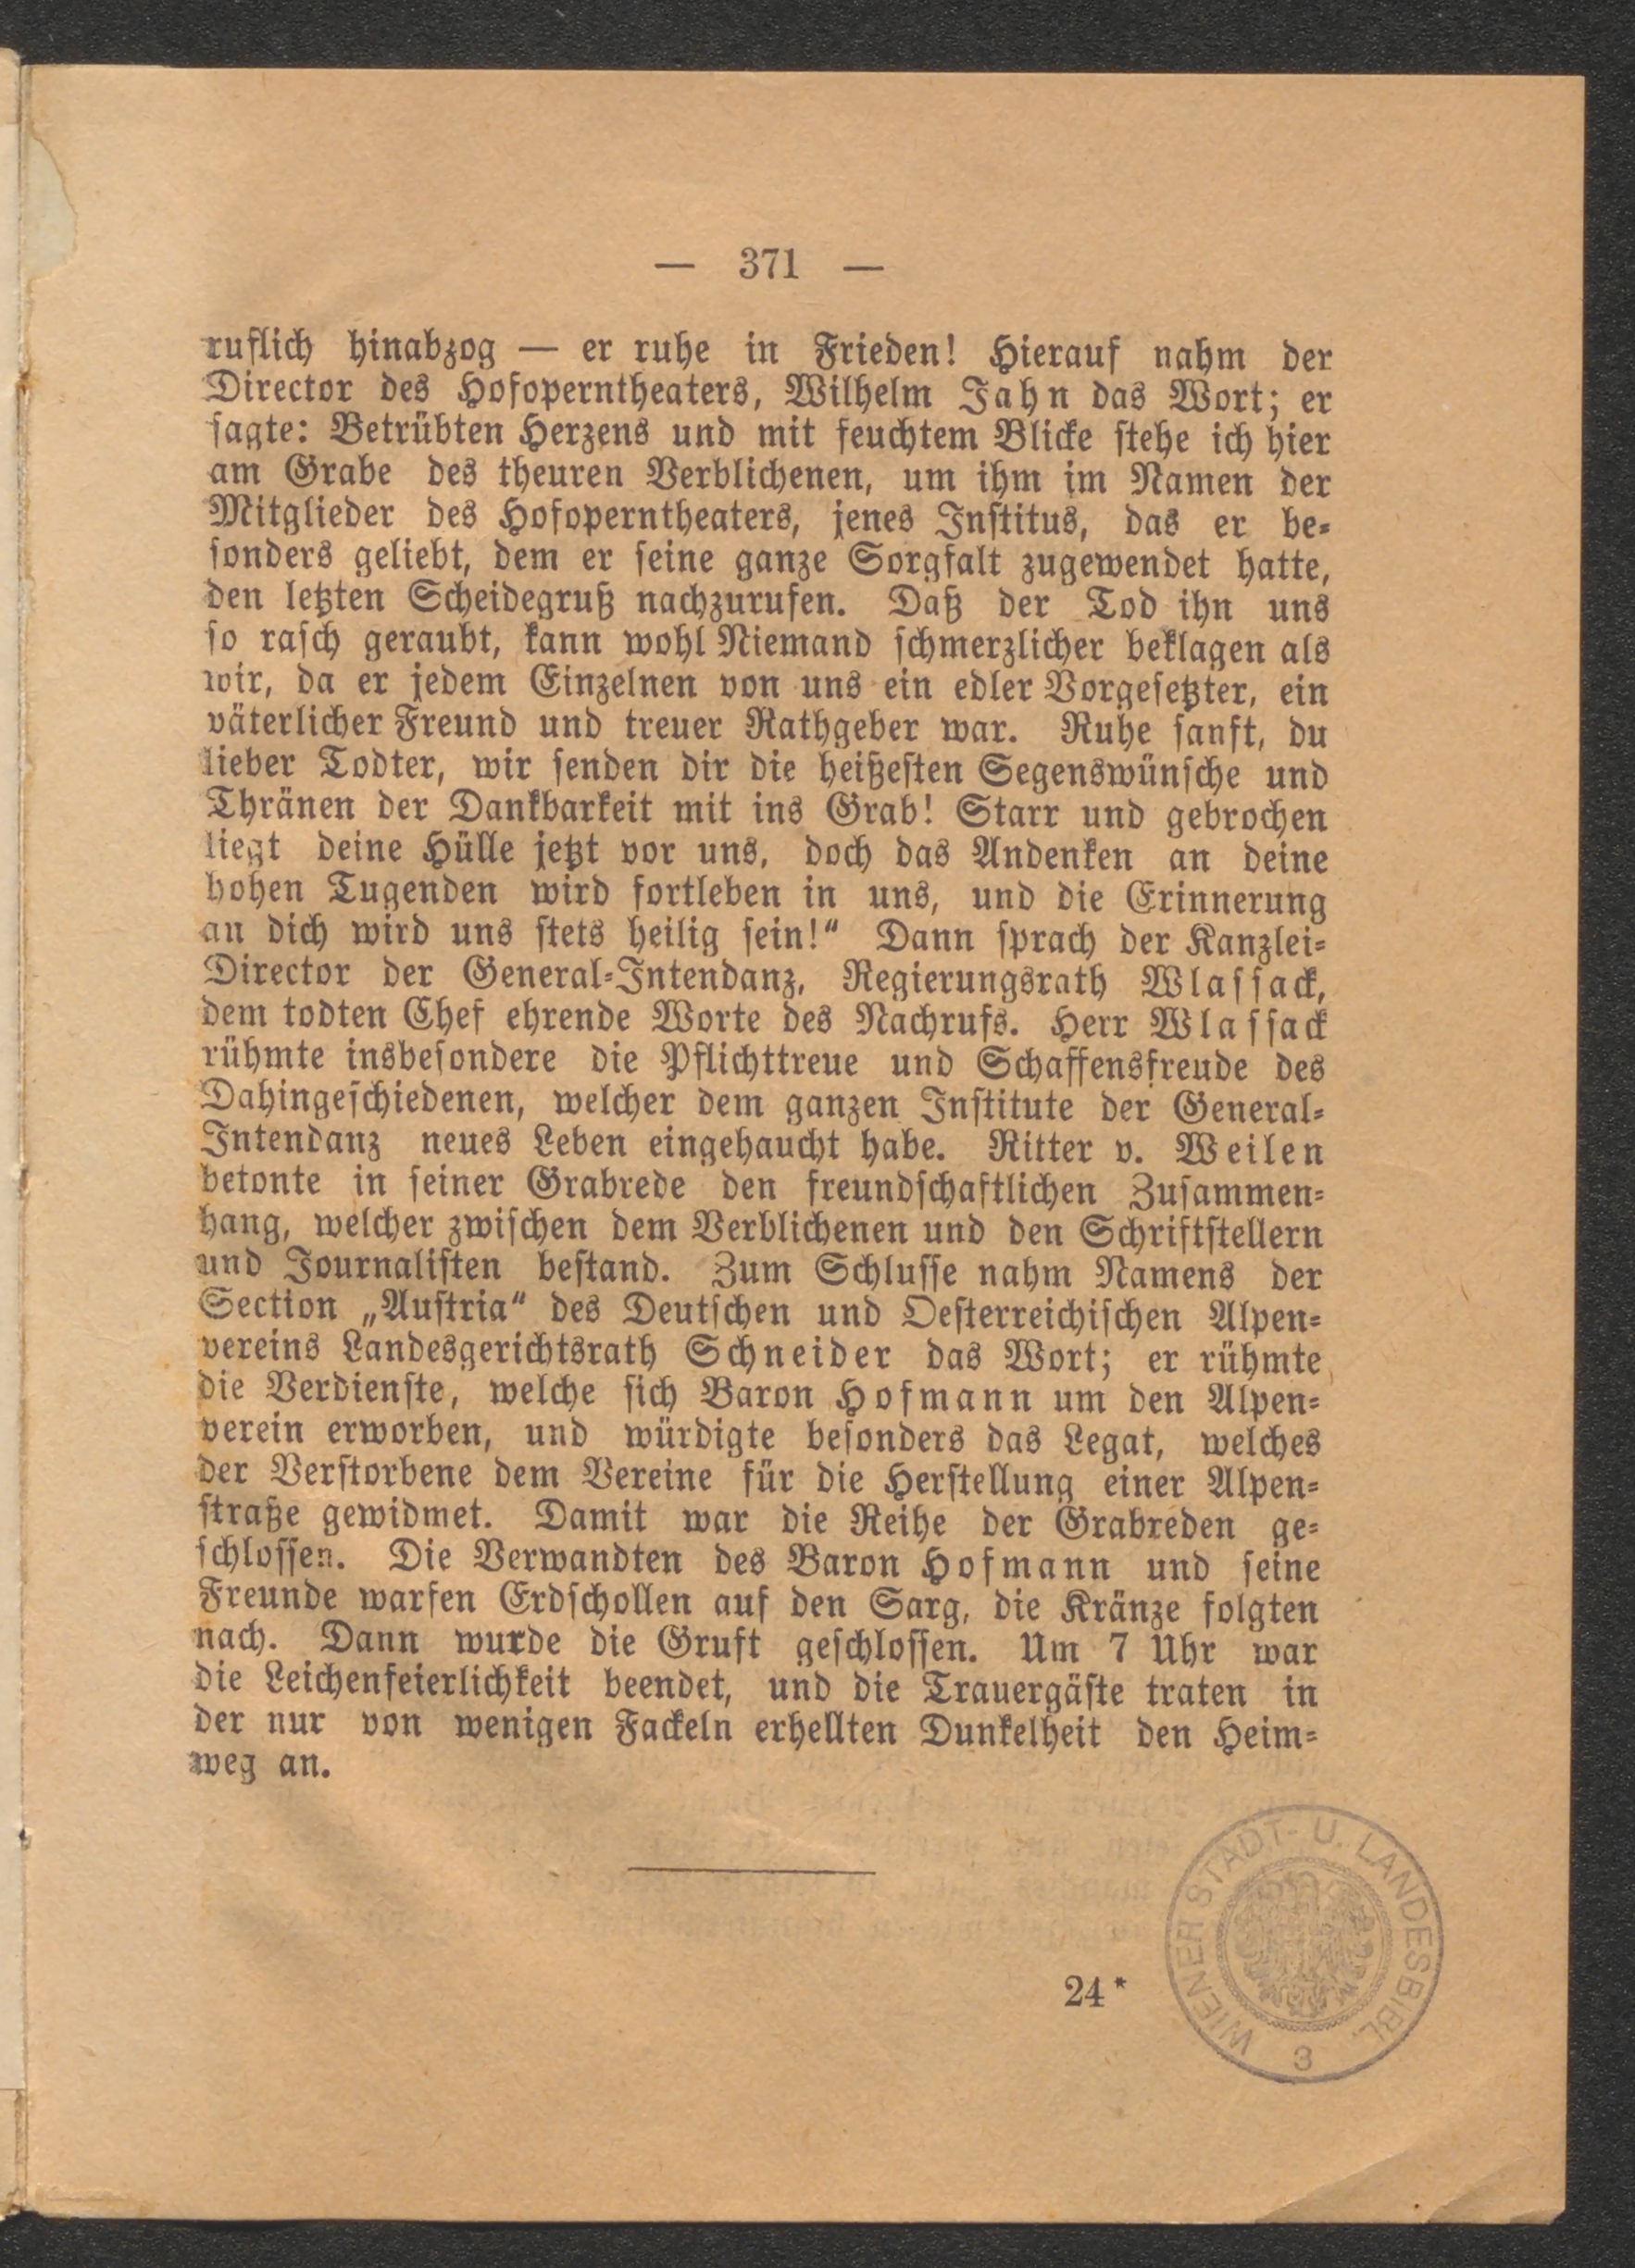 — 371 —
ruflich hinabzog — er ruhe in Frieden! Hierauf nahm der
Director des Hofoperntheaters, Wilhelm Jahn das Wort; er
sagte: Betrübten Herzens und mit feuchtem Blicke stehe ich hier
am Grabe des theuren Verblichenen, um ihm im Namen der
Mitglieder des Hofoperntheaters, jenes Institus, das er be-
sonders geliebt, dem er seine ganze Sorgfalt zugewendet hatte,
den letzten Scheidegruß nachzurufen. Daß der Tod ihn uns
so rasch geraubt, kann wohl Niemand schmerzlicher beklagen als
wir, da er jedem Einzelnen von uns ein edler Vorgesetzter, ein
väterlicher Freund und treuer Rathgeber war. Ruhe sanft, du
lieber Todter, wir senden dir die heißesten Segenswünsche und
Thränen der Dankbarkeit mit ins Grab! Starr und gebrochen
liegt deine Hülle jetzt vor uns, doch das Andenken an deine
hohen Tugenden wird fortleben in uns, und die Erinnerung
an dich wird uns stets heilig sein!“ Dann sprach der Kanzlei-
Director der General-Intendanz, Regierungsrath Wlassack,
dem todten Chef ehrende Worte des Nachrufs. Herr Wlassack
rühmte insbesondere die Pflichttreue und Schaffensfreude des
Dahingeschiedenen, welcher dem ganzen Institute der General-
Intendanz neues Leben eingehaucht habe. Ritter v. Weilen
betonte in seiner Grabrede den freundschaftlichen Zusammen-
hang, welcher zwischen dem Verblichenen und den Schriftstellern
und Journalisten bestand. Zum Schlusse nahm Namens der
Section „Austria“ des Deutschen und Oesterreichischen Alpen-
vereins Landesgerichtsrath Schneider das Wort; er rühmte
die Verdienste, welche sich Baron Hofmann um den Alpen-
verein erworben, und würdigte besonders das Legat, welches
der Verstorbene dem Vereine für die Herstellung einer Alpen-
straße gewidmet. Damit war die Reihe der Grabreden ge-
schlossen. Die Verwandten des Baron Hofmann und seine
Freunde warfen Erdschollen auf den Sarg, die Kränze folgten
nach. Dann wurde die Gruft geschlossen. Um 7 Uhr war
die Leichenfeierlichkeit beendet, und die Trauergäste traten in
der nur von wenigen Fackeln erhellten Dunkelheit den Heim-
weg an.
24*
WIENER STADT- U. LANDESBIBL.
3